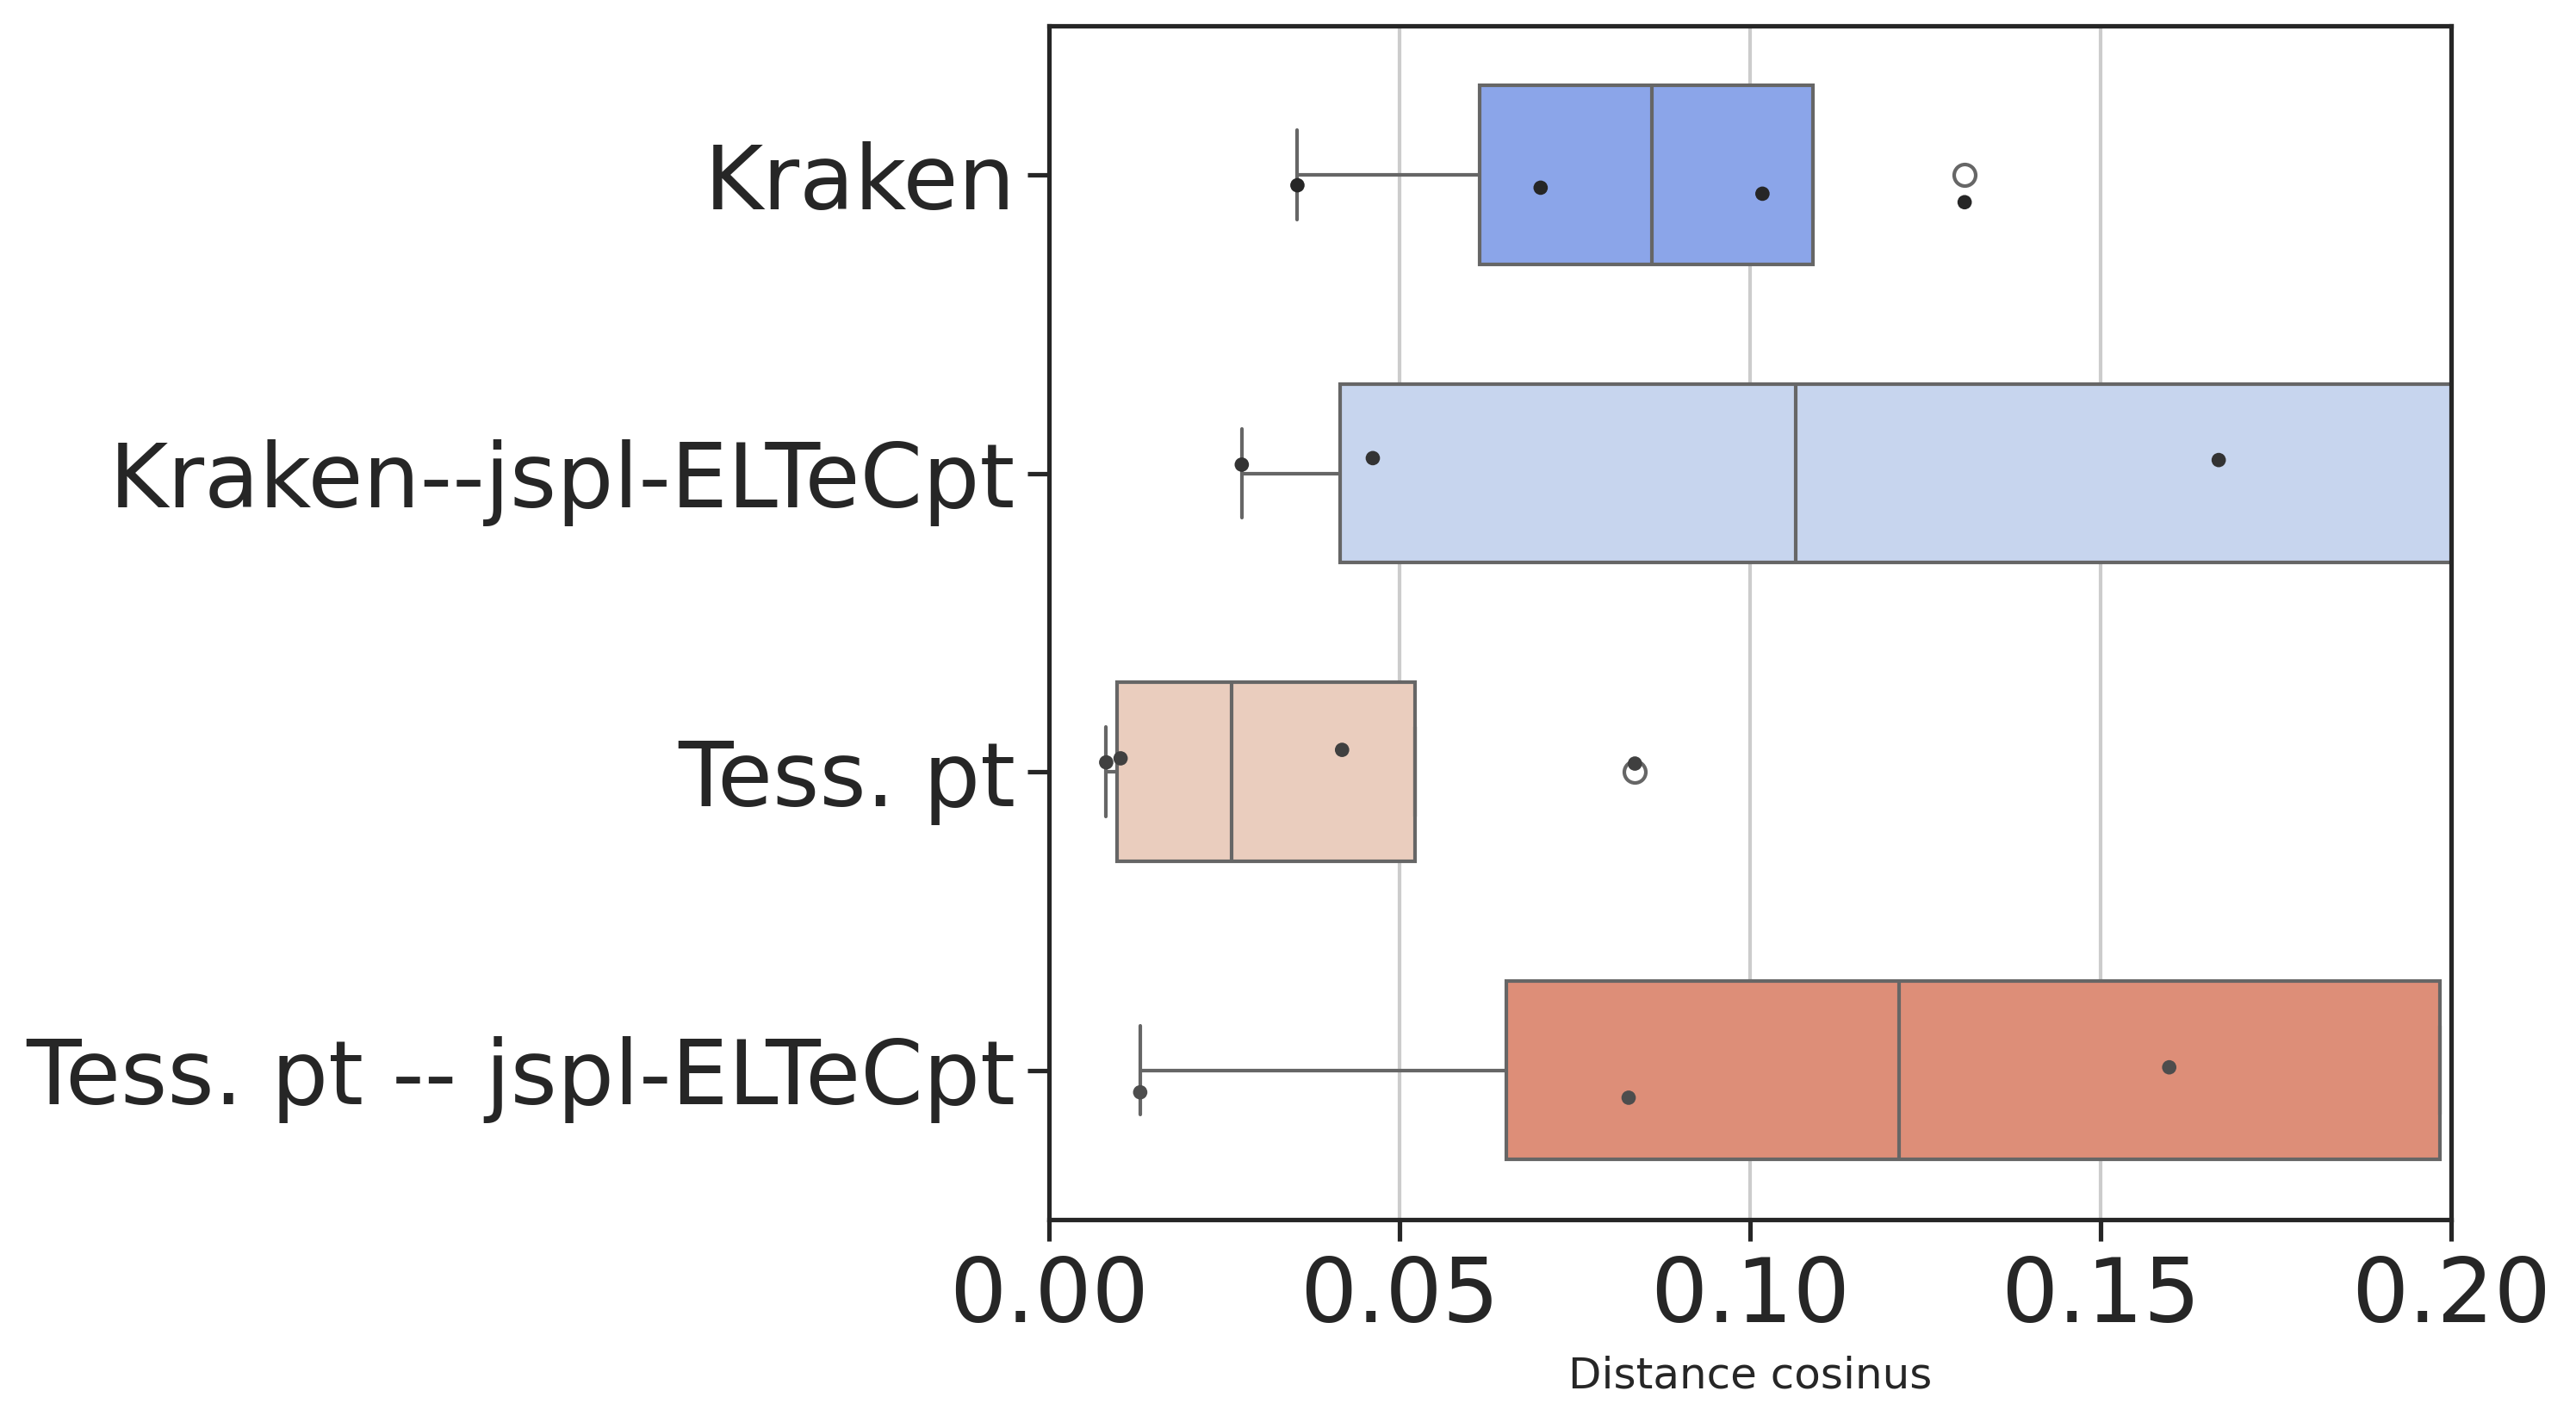 Kraken
Kraken--jspl-ELTeCpt
Tess. pt
Tess. pt -- jspl-ELTeCpt
0.00 0.05 0.10 0.15 0.20
Distance cosinus